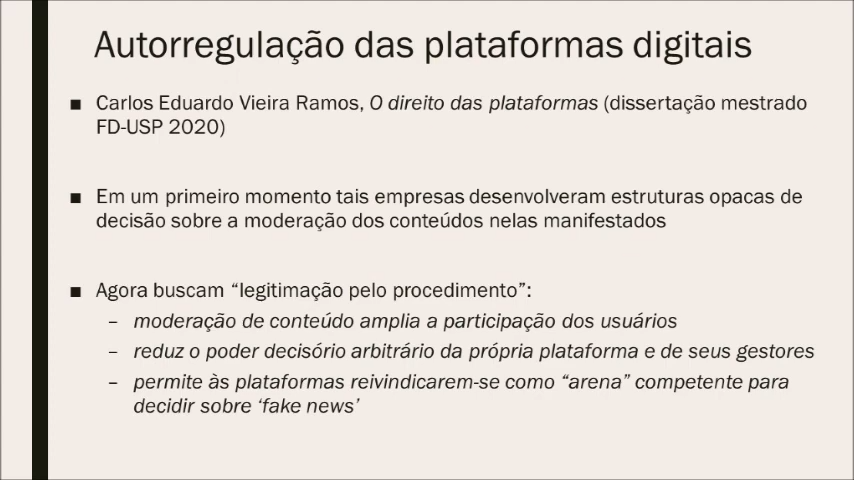 Autorregulação das plataformas digitais
■ Carlos Eduardo Vieira Ramos, O direito das plataformas (dissertação mestrado
FD-USP 2020)
■ Em um primeiro momento tais empresas desenvolveram estruturas opacas de
decisão sobre a moderação dos conteúdos nelas manifestados
■ Agora buscam “legitimação pelo procedimento”:
– moderação de conteúdo amplia a participação dos usuários
– reduz o poder decisório arbitrário da própria plataforma e de seus gestores
– permite às plataformas reivindicarem-se como “arena” competente para
decidir sobre ‘fake news’